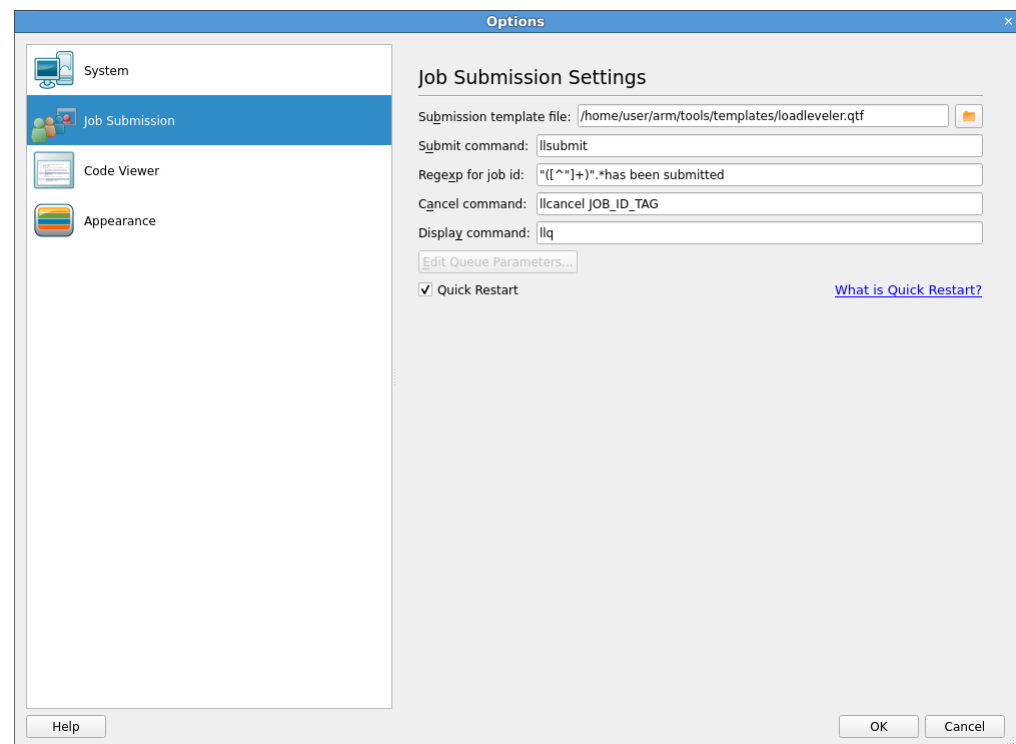 Options
System
Job Submission
Code Viewer
Appearance
Job Submission Settings
Submission template file: /home/user/arm/tools/templates/loadleveler.qtf
Submit command: llsubmit
Regexp for job id: "([^"]+)".*has been submitted
Cancel command: llcancel JOB_ID_TAG
Display command: llq
Edit Queue Parameters...
Quick Restart What is Quick Restart?
Help OK Cancel